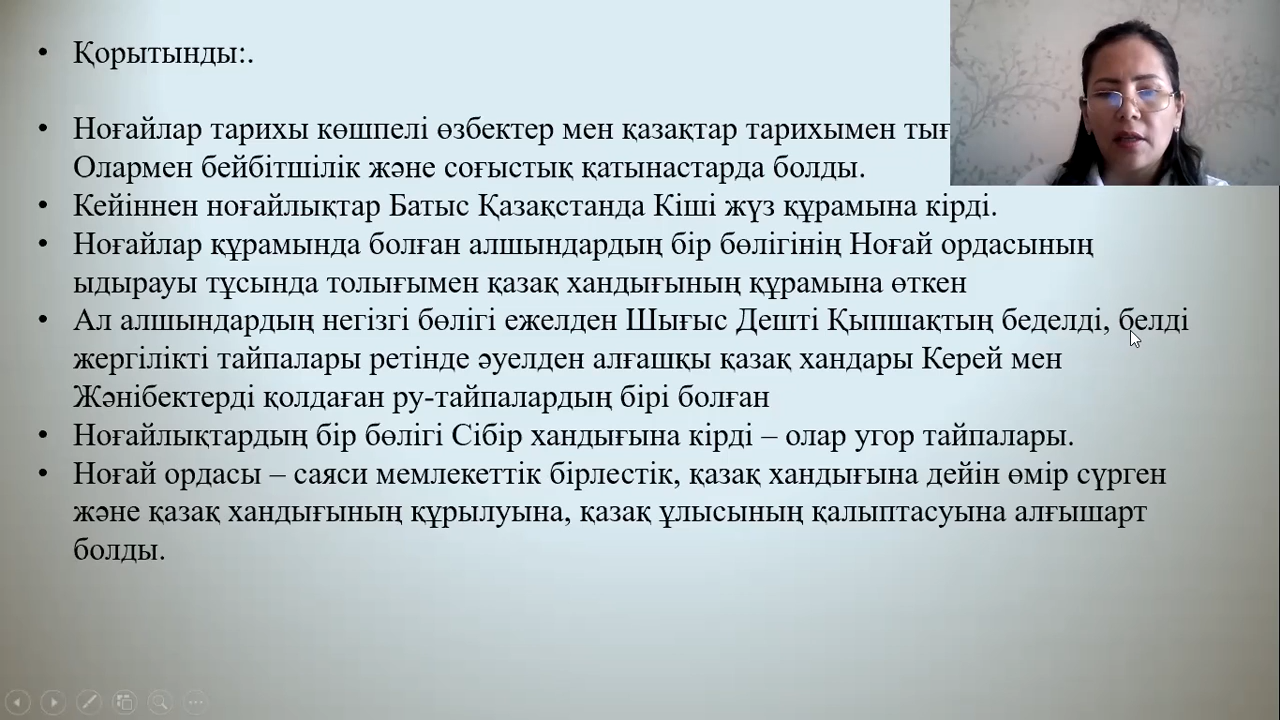 Қорытынды:.
Ноғайлар тарихы көшпелі өзбектер мен қазақтар тарихымен
Олармен бейбітшілік және соғыстық қатынастарда болды.
Кейіннен ноғайлықтар Батыс Қазақстанда Кіші жүз құрамына кірді.
Ноғайлар құрамында болған алшындардың бір бөлігінің Ноғай ордасының
ыдырауы тұсында толығымен қазақ хандығының құрамына өткен
Ал алшындардың негізгі бөлігі ежелден Шығыс Дешті Қыпшақтың беделді, белді
жергілікті тайпалары ретінде әуелден алғашқы қазақ хандары Керей мен
Жәнібектерді қолдаған ру-тайпалардың бірі болған
Ноғайлықтардың бір бөлігі Сібір хандығына кірді – олар угор тайпалары.
Ноғай ордасы – саяси мемлекеттік бірлестік, қазақ хандығына дейін өмір сүрген
және қазақ хандығының құрылуына, қазақ ұлысының қалыптасуына алғышарт
болды.